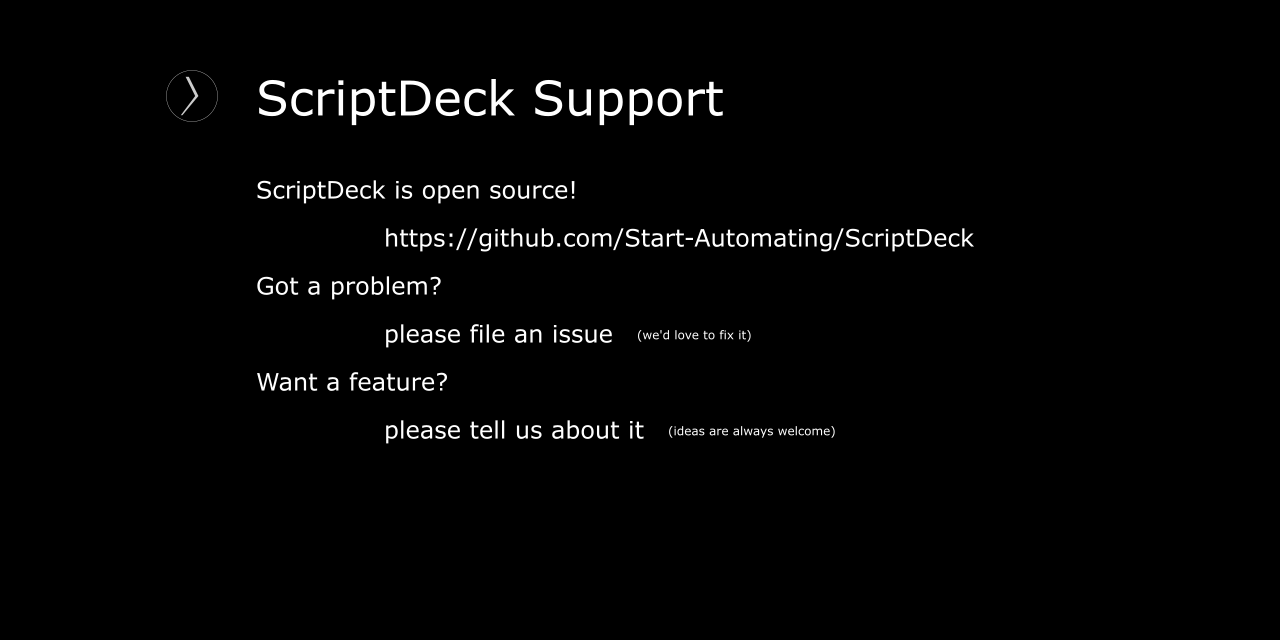 ScriptDeck Support
ScriptDeck is open source!
https://github.com/Start-Automating/ScriptDeck
Got a problem?
please file an issue (we'd love to fix it)
Want a feature?
please tell us about it (ideas are always welcome)